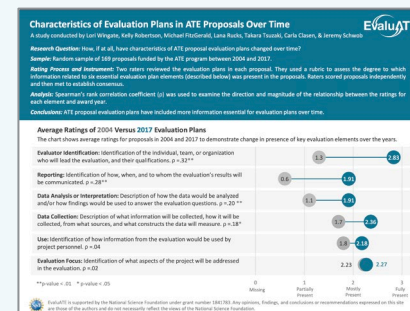 Characteristics of Evaluation Plans in ATE Proposals Over Time
EvaluAT
A study conducted by Lori Wingate, Kelly Robertson, Michael FitzGerald, Lana Rucks, Takara Tsuzaki, Carla Clasen, & Jeremy Schwob
Research Question: How, if at all, have characteristics of ATE proposal evaluation plans changed over time?
Sample: Random sample of 169 proposals funded by the ATE program between 2004 and 2017.
Rating Process and Instrument: Two raters reviewed the evaluation plans in each proposal. They used a rubric to assess the degree to which
information related to six essential evaluation plan elements (described below) was present in the proposals. Raters scored proposals independently
and then met to establish consensus.
Analysis: Spearman's rank correlation coefficient (ρ) was used to examine the direction and magnitude of the relationship between the ratings for
each element and award year.
Conclusions: ATE proposal evaluation plans have included more information essential for evaluation plans over time.
Average Ratings of 2004 Versus 2017 Evaluation Plans
The chart shows average ratings for proposals in 2004 and 2017 to demonstrate change in presence of key evaluation elements over the years.
Evaluator Identification: Identification of the individual, team, or organization
who will lead the evaluation, and their qualifications. ρ =.32**
1.3
2.83
Reporting: Identification of how, when, and to whom the evaluation's results will
be communicated. ρ =.28**
0.6
1.91
Data Analysis or Interpretation: Description of how the data would be analyzed
and/or how findings would be used to answer the evaluation questions. ρ =.20 **
1.1
1.91
Data Collection: Description of what information will be collected, how it will be
collected, from what sources, and what constructs the data will measure. ρ =.18*
1.7
2.36
Use: Identification of how information from the evaluation would be used by
project personnel. ρ =.04
1.8
2.18
Evaluation Focus: Identification of what aspects of the project will be addressed
in the evaluation. ρ =.02
2.23
2.27
**p-value < .01 * p-value < .05
0
Missing
1
Partially
Present
2
Mostly
Present
3
Fully
Present
EvaluATE is supported by the National Science Foundation under grant number 1841783. Any opinions, findings, and conclusions or recommendations expressed on this site
are those of the authors and do not necessarily reflect the views of the National Science Foundation.